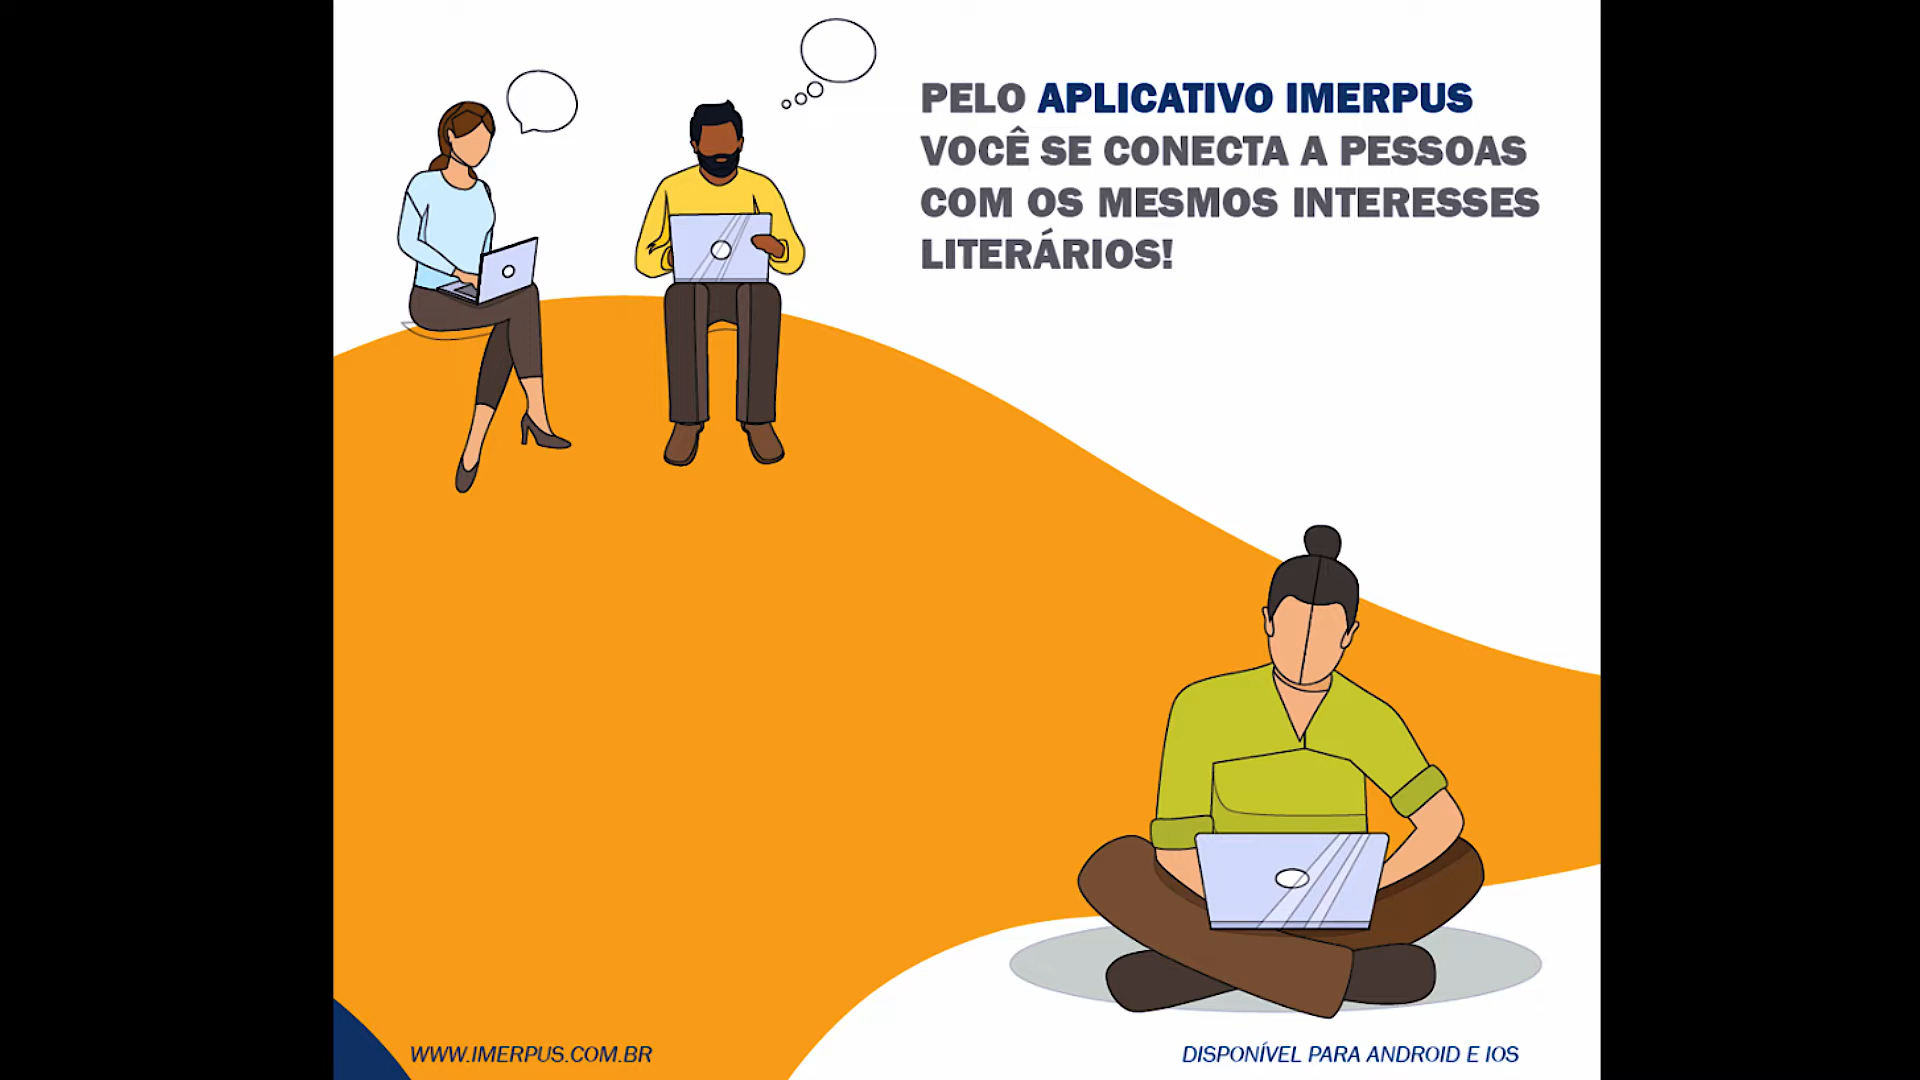 PELO APLICATIVO IMERPUS
VOCÊ SE CONECTA A PESSOAS
COM OS MESMOS INTERESSES
LITERÁRIOS!
WWW.IMERPUS.COM.BR
DISPONÍVEL PARA ANDROID E IOS